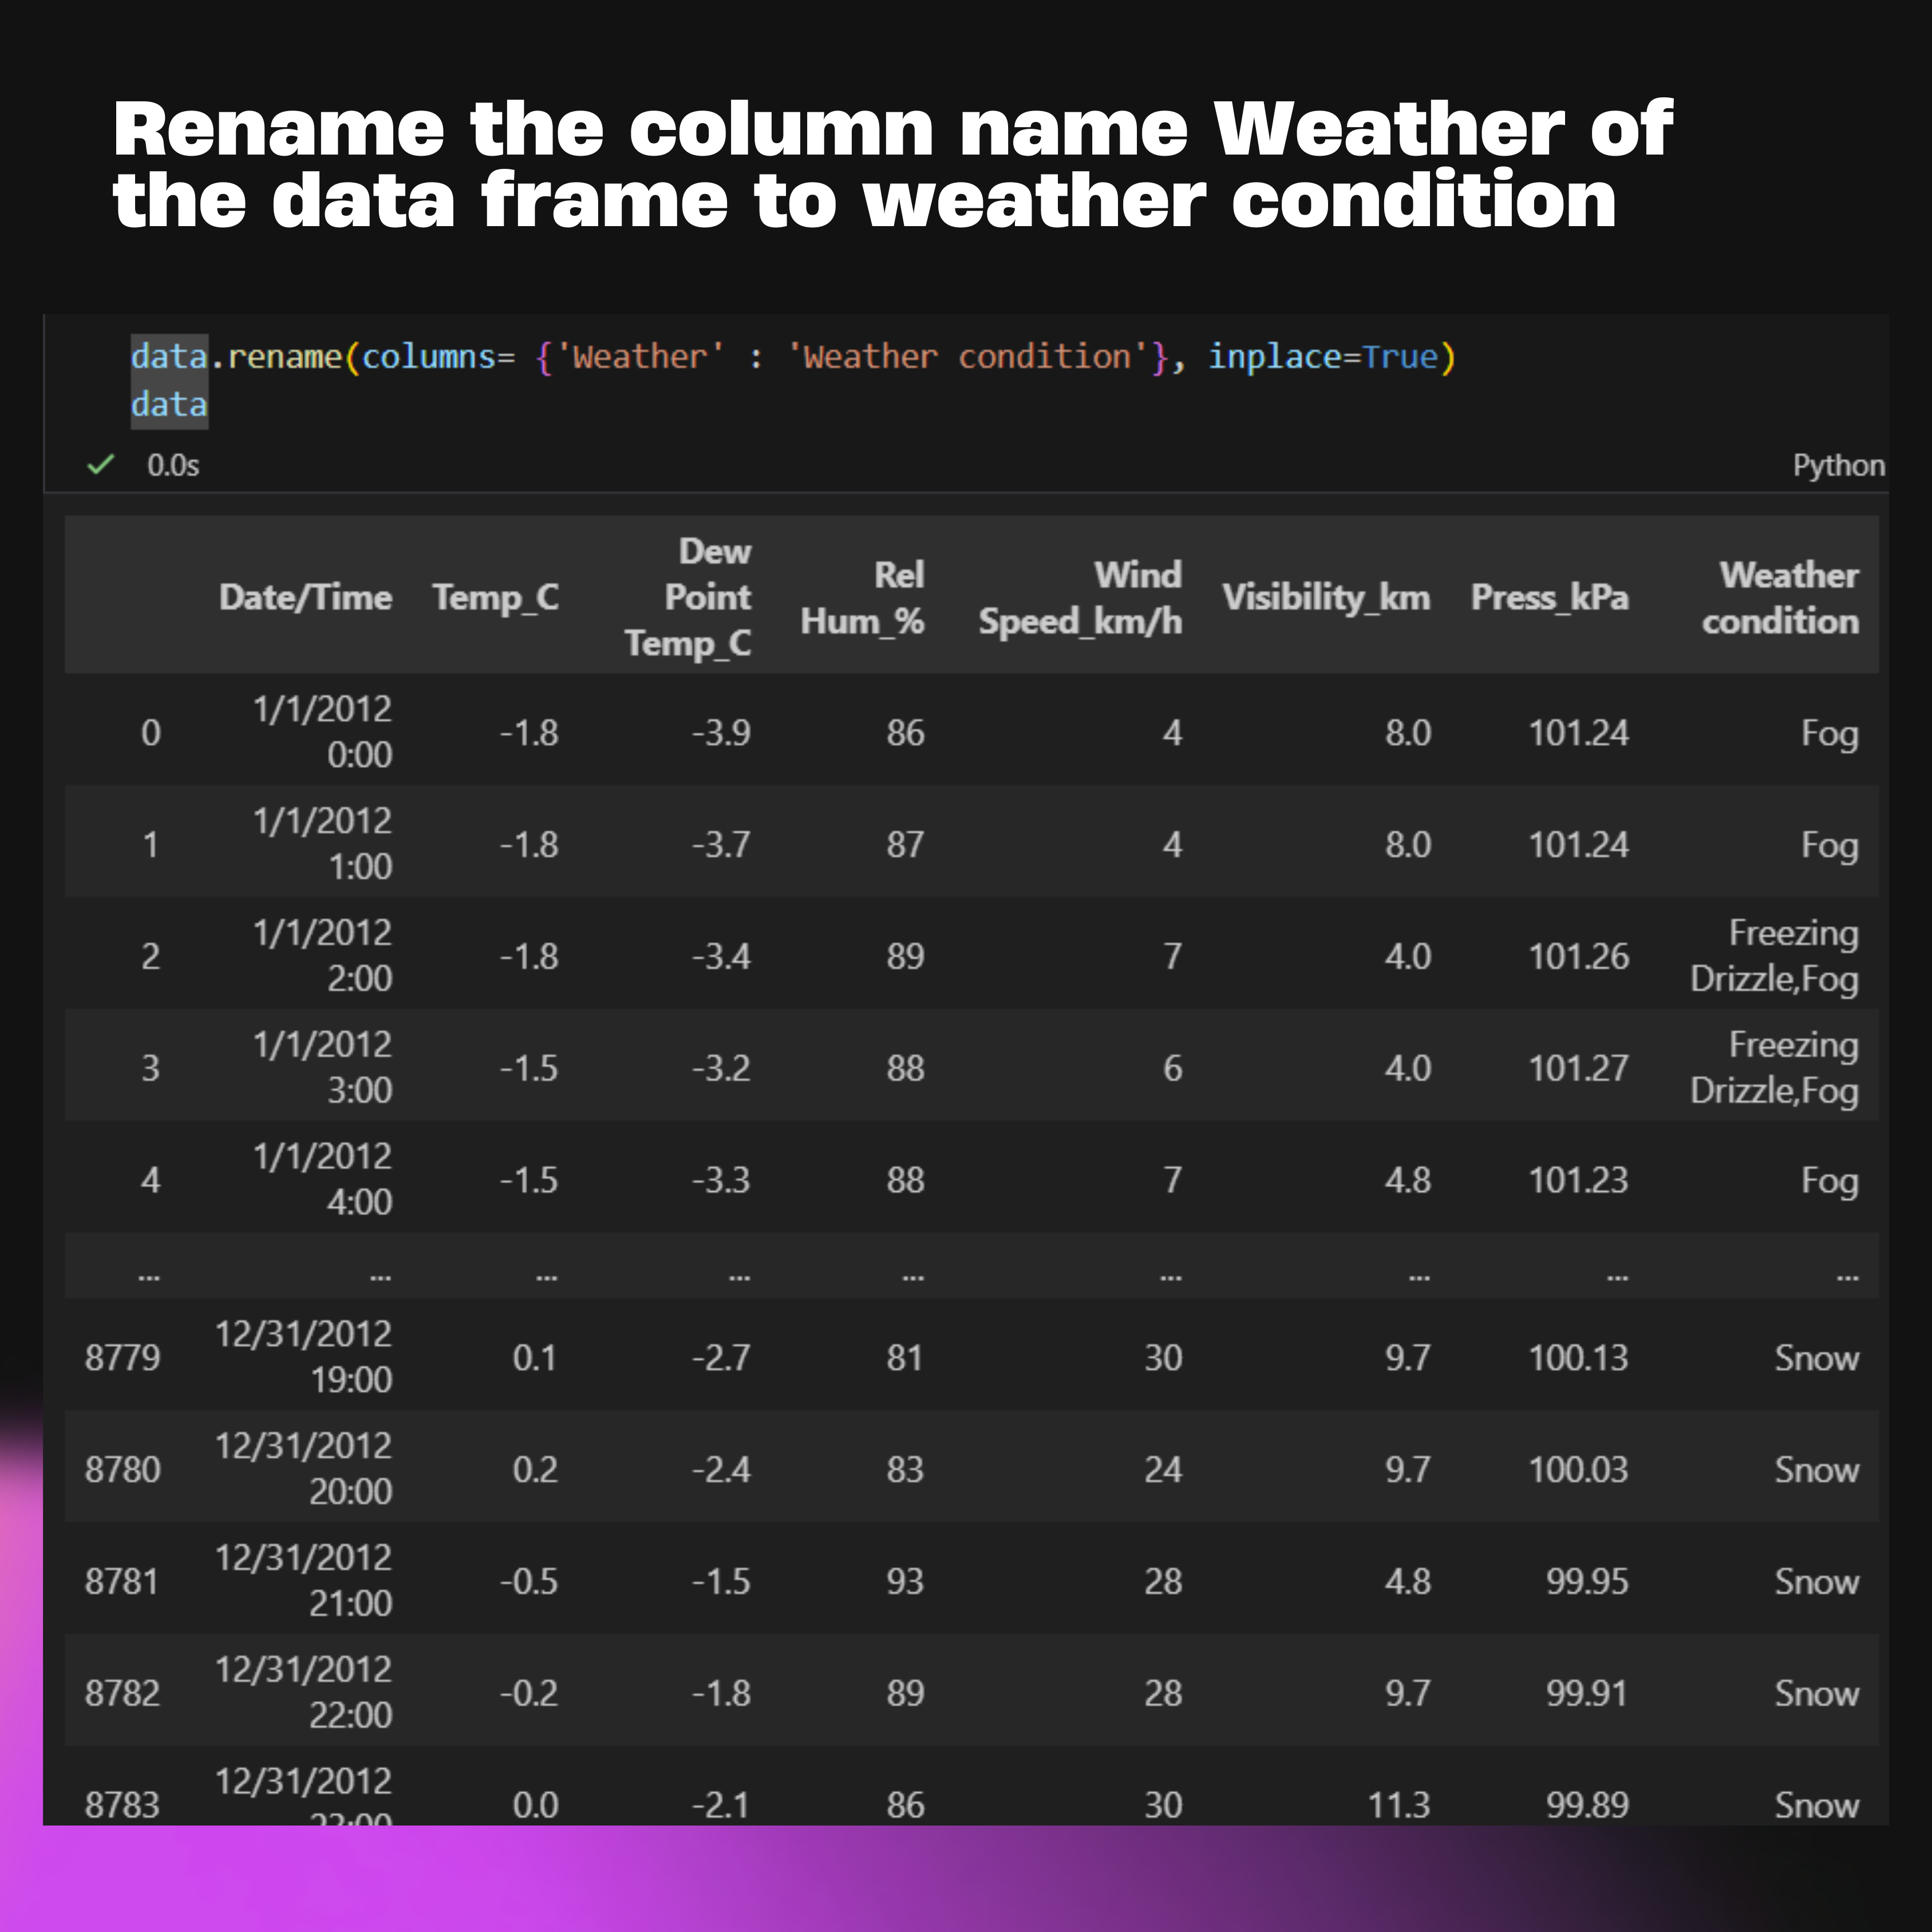 Rename the column name Weather of
the data frame to weather condition
data.rename(columns= {'Weather' : 'Weather condition'}, inplace=True)
data
0.0s Python
Date/Time Temp_C Dew Point Temp_C Rel Hum_% Wind Speed_km/h Visibility_km Press_kPa Weather condition
0 1/1/2012 0:00 -1.8 -3.9 86 4 8.0 101.24 Fog
1 1/1/2012 1:00 -1.8 -3.7 87 4 8.0 101.24 Fog
2 1/1/2012 2:00 -1.8 -3.4 89 7 4.0 101.26 Freezing Drizzle,Fog
3 1/1/2012 3:00 -1.5 -3.2 88 6 4.0 101.27 Freezing Drizzle,Fog
4 1/1/2012 4:00 -1.5 -3.3 88 7 4.8 101.23 Fog
... ... ... ... ... ... ... ... ...
8779 12/31/2012 19:00 0.1 -2.7 81 30 9.7 100.13 Snow
8780 12/31/2012 20:00 0.2 -2.4 83 24 9.7 100.03 Snow
8781 12/31/2012 21:00 -0.5 -1.5 93 28 4.8 99.95 Snow
8782 12/31/2012 22:00 -0.2 -1.8 89 28 9.7 99.91 Snow
8783 12/31/2012 0.0 -2.1 86 30 11.3 99.89 Snow